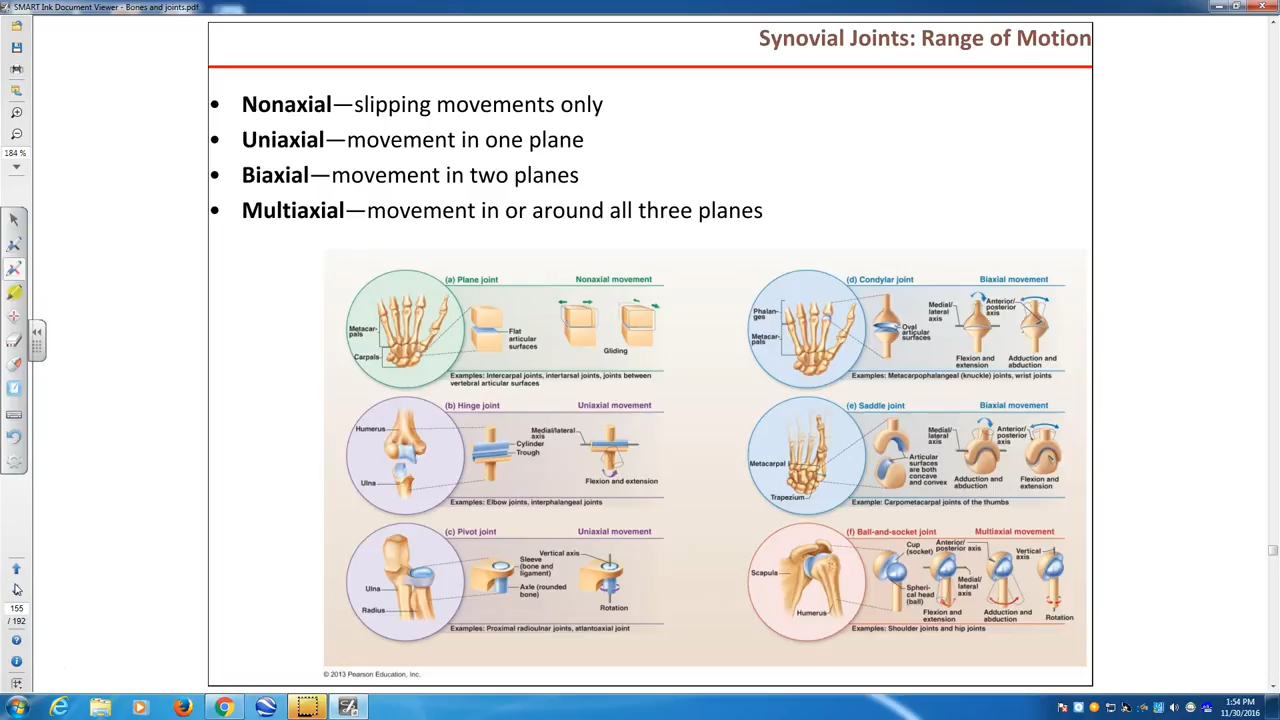 SMART Ink Document Viewer - Bones and joints.pdf
Synovial Joints: Range of Motion
• Nonaxial—slipping movements only
• Uniaxial—movement in one plane
• Biaxial—movement in two planes
• Multiaxial—movement in or around all three planes
184 %
155
/ 192
(a) Plane joint
Nonaxial movement
Metacar-
pals
Carpals
Flat
articular
surfaces
Gliding
Examples: Intercarpal joints, intertarsal joints, joints between
vertebral articular surfaces
(b) Hinge joint
Uniaxial movement
Humerus
Ulna
Medial/lateral
axis
Cylinder
Trough
Flexion and extension
Examples: Elbow joints, interphalangeal joints
(c) Pivot joint
Uniaxial movement
Ulna
Radius
Vertical axis
Sleeve
(bone and
ligament)
Axle (rounded
bone)
Rotation
Examples: Proximal radioulnar joints, atlantoaxial joint
(d) Condylar joint
Biaxial movement
Phalan-
ges
Metacar-
pals
Oval
articular
surfaces
Medial/
lateral
axis
Anterior/
posterior
axis
Flexion and
extension
Adduction and
abduction
Examples: Metacarpophalangeal (knuckle) joints, wrist joints
(e) Saddle joint
Biaxial movement
Metacarpal
Trapezium
Articular
surfaces
are both
concave
and convex
Medial/
lateral
axis
Anterior/
posterior
axis
Adduction and
abduction
Flexion and
extension
Example: Carpometacarpal joints of the thumbs
(f) Ball-and-socket joint
Multiaxial movement
Scapula
Humerus
Cup
(socket)
Spheri-
cal head
(ball)
Anterior/
posterior axis
Medial/
lateral
axis
Vertical
axis
Flexion and
extension
Adduction and
abduction
Rotation
Examples: Shoulder joints and hip joints
© 2013 Pearson Education, Inc.
1:54 PM
11/30/2016